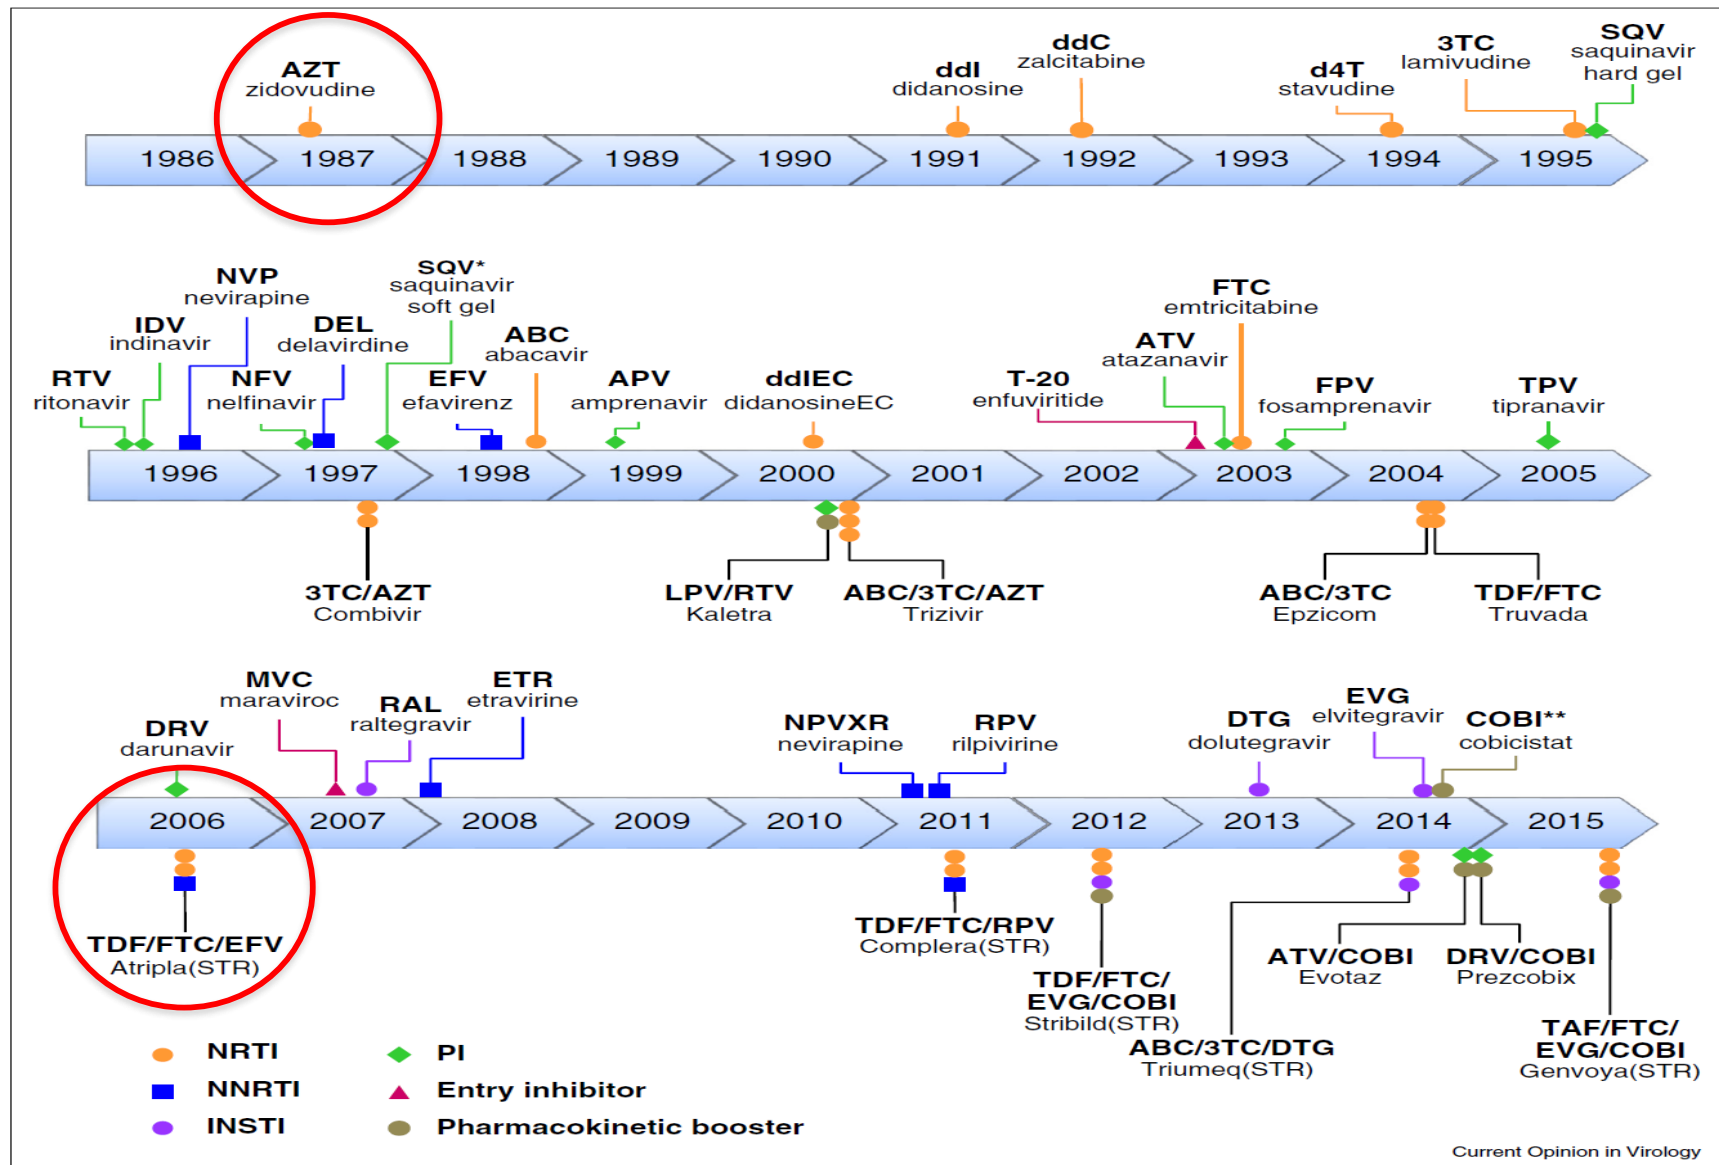 AZT
zidovudine
ddI
didanosine
ddC
zalcitabine
d4T
stavudine
3TC
lamivudine
SQV
saquinavir
hard gel
1986
1987
1988
1989
1990
1991
1992
1993
1994
1995
RTV
ritonavir
IDV
indinavir
NVP
nevirapine
NFV
nelfinavir
DEL
delavirdine
SQV*
saquinavir
soft gel
EFV
efavirenz
ABC
abacavir
APV
amprenavir
ddIEC
didanosineEC
T-20
enfuviritide
ATV
atazanavir
FTC
emtricitabine
FPV
fosamprenavir
TPV
tipranavir
1996
1997
1998
1999
2000
2001
2002
2003
2004
2005
3TC/AZT
Combivir
LPV/RTV
Kaletra
ABC/3TC/AZT
Trizivir
ABC/3TC
Epzicom
TDF/FTC
Truvada
DRV
darunavir
MVC
maraviroc
RAL
raltegravir
ETR
etravirine
NPVXR
nevirapine
RPV
rilpivirine
DTG
dolutegravir
EVG
elvitegravir
COBI**
cobicistat
2006
2007
2008
2009
2010
2011
2012
2013
2014
2015
TDF/FTC/EFV
Atripla(STR)
TDF/FTC/RPV
Complera(STR)
TDF/FTC/
EVG/COBI
Stribild(STR)
ABC/3TC/DTG
Triumeq(STR)
ATV/COBI
Evotaz
DRV/COBI
Prezcobix
TAF/FTC/
EVG/COBI
Genvoya(STR)
NRTI
NNRTI
INSTI
PI
Entry inhibitor
Pharmacokinetic booster
Current Opinion in Virology